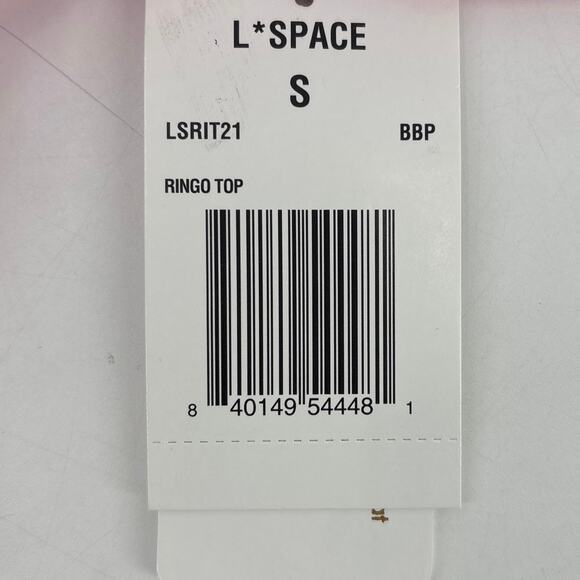 L*SPACE
S
LSRIT21 BBP
RINGO TOP
8 40149 54448 1